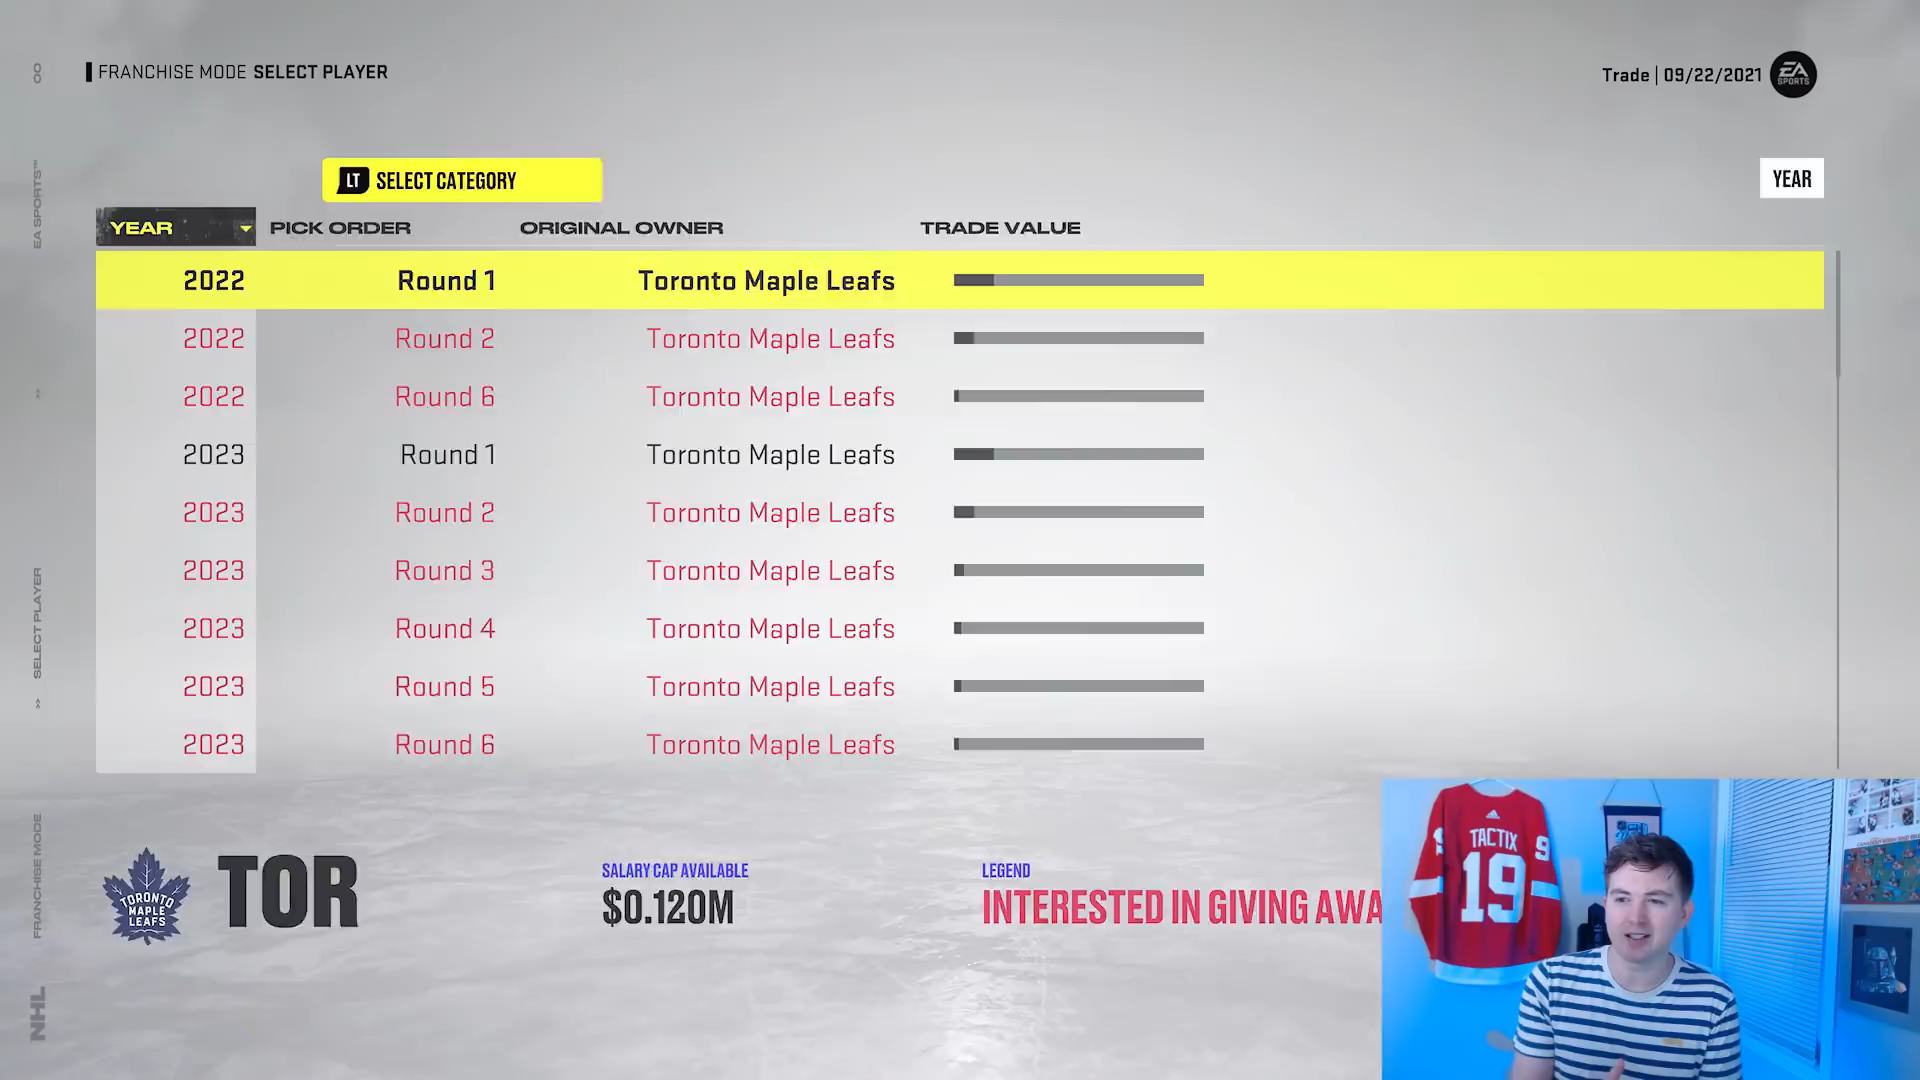 FRANCHISE MODE SELECT PLAYER
Trade | 09/22/2021
EA SPORTS
LT SELECT CATEGORY
YEAR
YEAR PICK ORDER ORIGINAL OWNER TRADE VALUE
2022 Round 1 Toronto Maple Leafs
2022 Round 2 Toronto Maple Leafs
2022 Round 6 Toronto Maple Leafs
2023 Round 1 Toronto Maple Leafs
2023 Round 2 Toronto Maple Leafs
2023 Round 3 Toronto Maple Leafs
2023 Round 4 Toronto Maple Leafs
2023 Round 5 Toronto Maple Leafs
2023 Round 6 Toronto Maple Leafs
EA SPORTS™
SELECT PLAYER
FRANCHISE MODE
NHL
TORONTO
MAPLE
LEAFS
TOR
SALARY CAP AVAILABLE
$0.120M
LEGEND
INTERESTED IN GIVING AWA
TACTIX
19
9